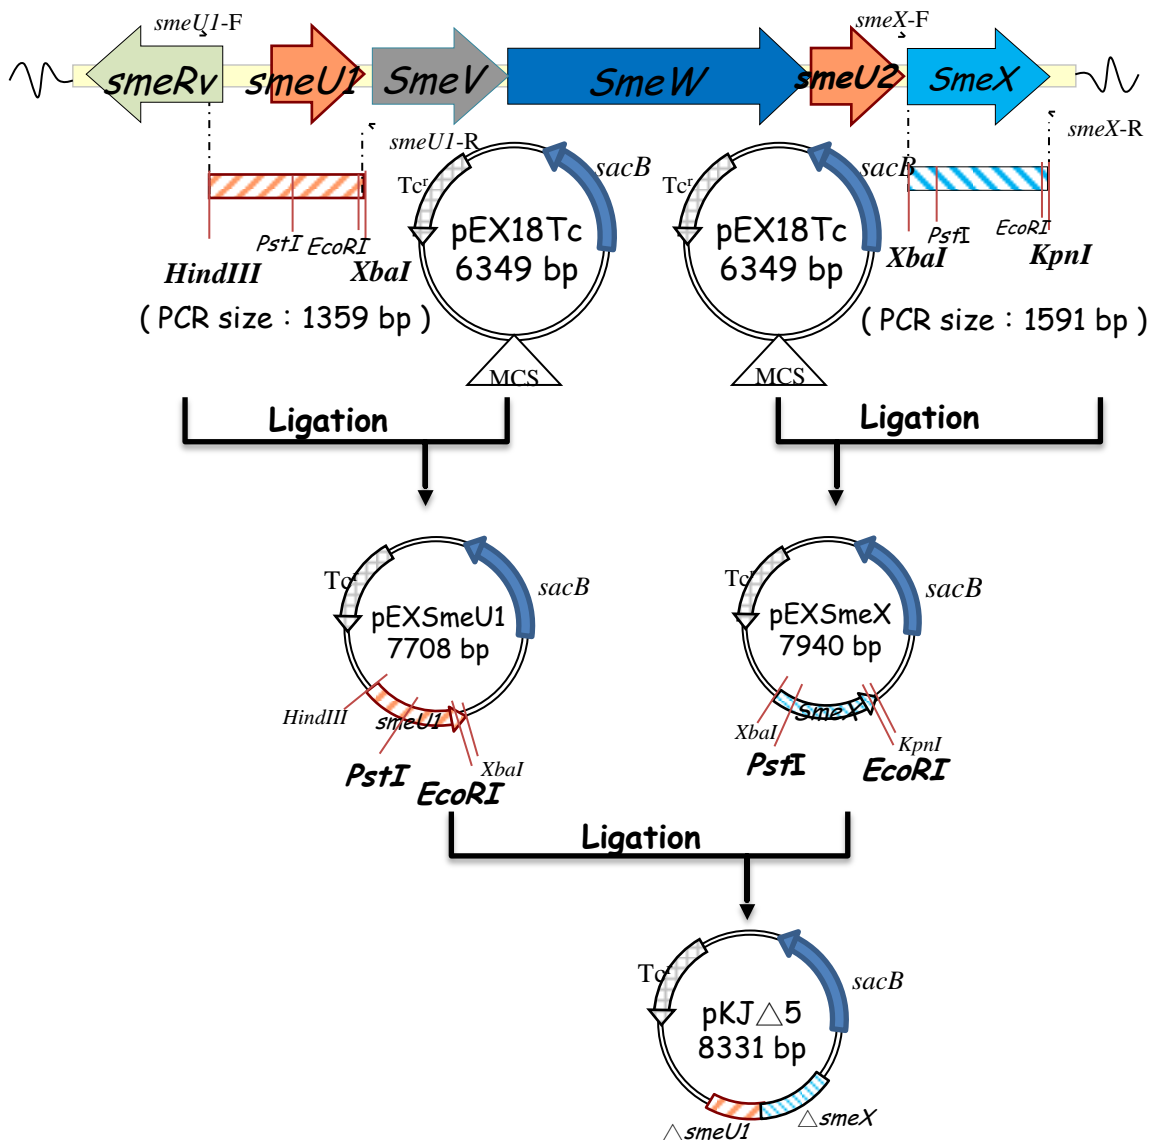 smeU1-F
smeX-F
smeRv
smeU1
SmeV
SmeW
smeU2
SmeX
smeU1-R
smeX-R
Tcr
sacB
pEX18Tc
6349 bp
MCS
Tcr
sacB
pEX18Tc
6349 bp
MCS
PstI
EcoRI
HindIII
XbaI
( PCR size : 1359 bp )
PstI
EcoRI
XbaI
KpnI
( PCR size : 1591 bp )
Ligation
Ligation
Tcr
sacB
pEXSmeU1
7708 bp
HindIII
smeU1
PstI
EcoRI
XbaI
Tcr
sacB
pEXSmeX
7940 bp
XbaI
smeX
PstI
EcoRI
KpnI
Ligation
Tcr
sacB
pKJ△5
8331 bp
△smeU1
△smeX